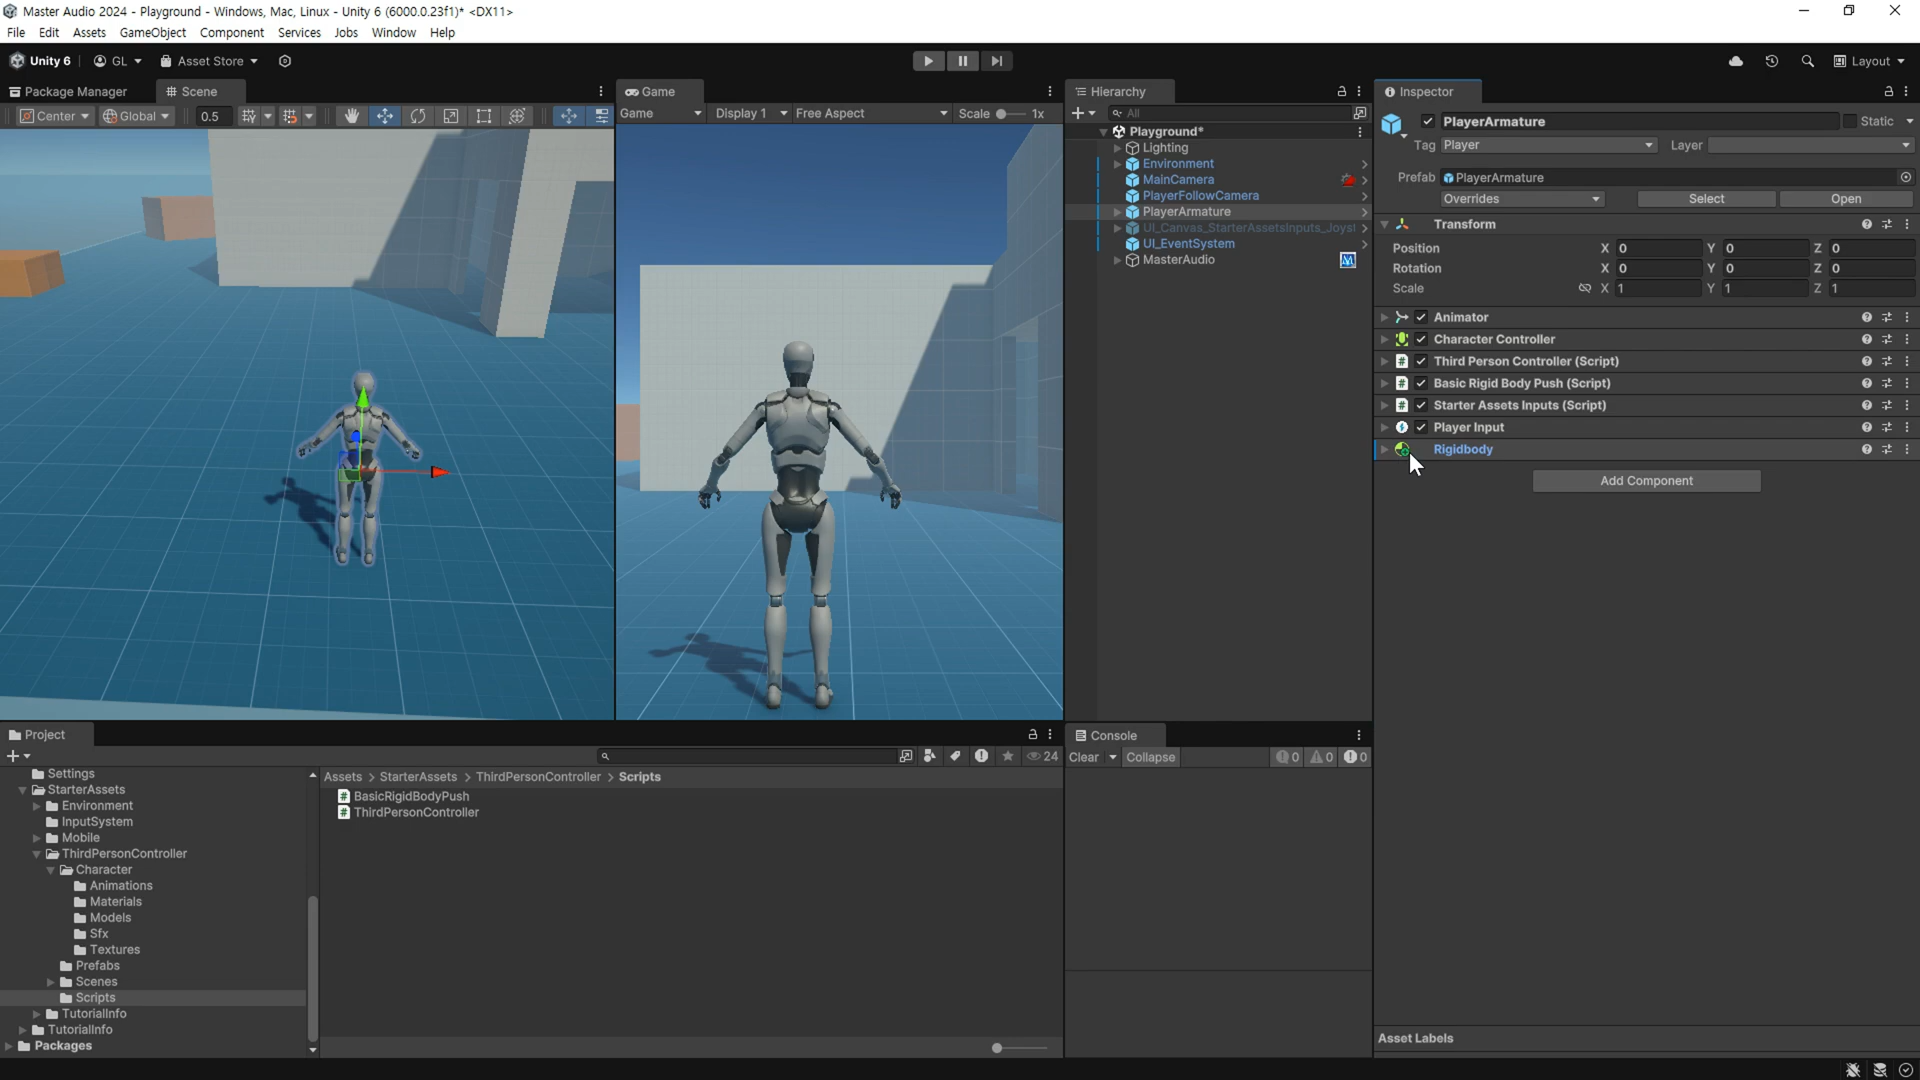 Master Audio 2024 - Playground - Windows, Mac, Linux - Unity 6 (6000.0.23f1)* <DX11>
File Edit Assets GameObject Component Services Jobs Window Help
Unity 6 GL Asset Store Layout
Package Manager Scene
Center Global 0.5
Game
Game Display 1 Free Aspect Scale 1x
Hierarchy
All
Playground*
Lighting
Environment
MainCamera
PlayerFollowCamera
PlayerArmature
UI_Canvas_StarterAssetsInputs_Joyst
UI_EventSystem
MasterAudio
Inspector
PlayerArmature Static
Tag Player Layer
Prefab PlayerArmature
Overrides Select Open
Transform
Position X 0 Y 0 Z 0
Rotation X 0 Y 0 Z 0
Scale X 1 Y 1 Z 1
Animator
Character Controller
Third Person Controller (Script)
Basic Rigid Body Push (Script)
Starter Assets Inputs (Script)
Player Input
Rigidbody
Add Component
Asset Labels
Project
24
Settings
StarterAssets
Environment
InputSystem
Mobile
ThirdPersonController
Character
Animations
Materials
Models
Sfx
Textures
Prefabs
Scenes
Scripts
TutorialInfo
TutorialInfo
Packages
Assets > StarterAssets > ThirdPersonController > Scripts
BasicRigidBodyPush
ThirdPersonController
Console
Clear Collapse 0 0 0